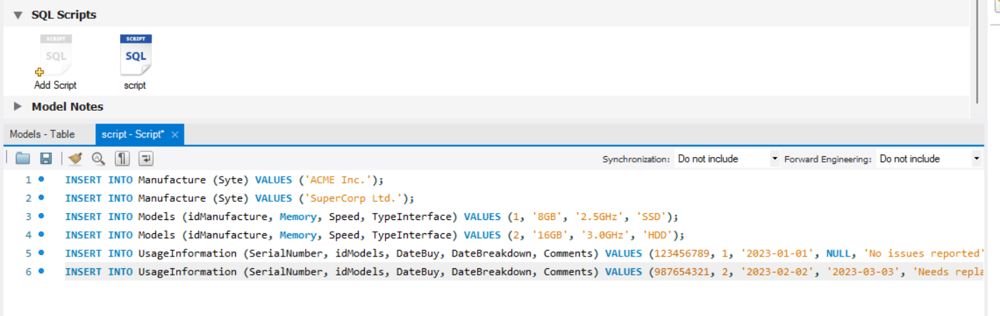 SQL Scripts
SCRIPT SCRIPT
SQL SQL
Add Script script
Model Notes
Models - Table script - Script*
Synchronization: Do not include Forward Engineering: Do not include
1 INSERT INTO Manufacture (Syte) VALUES ('ACME Inc.');
2 INSERT INTO Manufacture (Syte) VALUES ('SuperCorp Ltd.');
3 INSERT INTO Models (idManufacture, Memory, Speed, TypeInterface) VALUES (1, '8GB', '2.5GHz', 'SSD');
4 INSERT INTO Models (idManufacture, Memory, Speed, TypeInterface) VALUES (2, '16GB', '3.0GHz', 'HDD');
5 INSERT INTO UsageInformation (SerialNumber, idModels, DateBuy, DateBreakdown, Comments) VALUES (123456789, 1, '2023-01-01', NULL, 'No issues reported'
6 INSERT INTO UsageInformation (SerialNumber, idModels, DateBuy, DateBreakdown, Comments) VALUES (987654321, 2, '2023-02-02', '2023-03-03', 'Needs repla